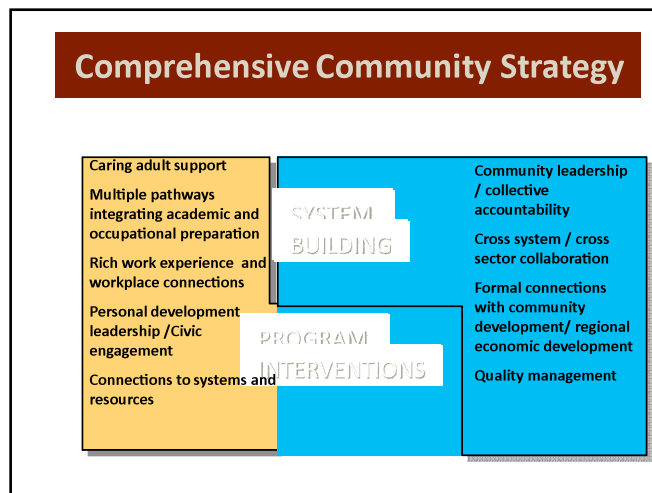 Comprehensive Community Strategy
Caring adult support
Multiple pathways
integrating academic and
occupational preparation
Rich work experience and
workplace connections
Personal development
leadership /Civic
engagement
Connections to systems and
resources
SYSTEM
BUILDING
PROGRAM
INTERVENTIONS
Community leadership
/ collective
accountability
Cross system / cross
sector collaboration
Formal connections
with community
development/ regional
economic development
Quality management